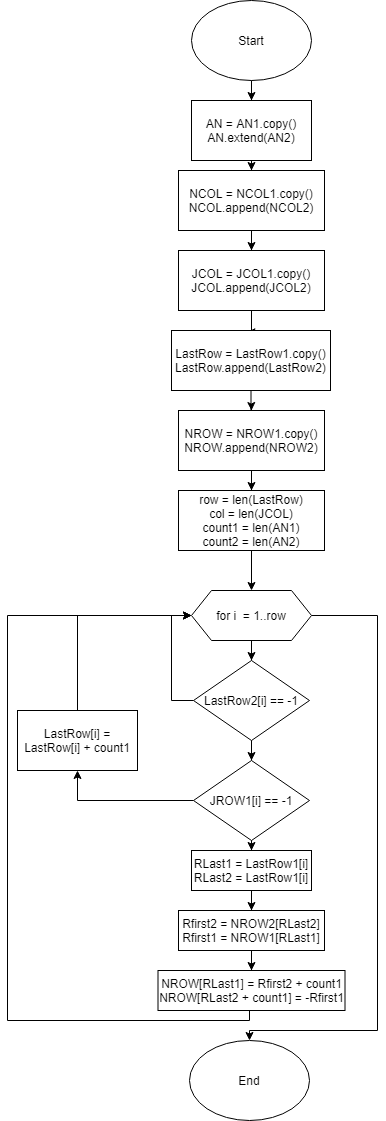 Start
AN = AN1.copy()
AN.extend(AN2)
NCOL = NCOL1.copy()
NCOL.append(NCOL2)
JCOL = JCOL1.copy()
JCOL.append(JCOL2)
LastRow = LastRow1.copy()
LastRow.append(LastRow2)
NROW = NROW1.copy()
NROW.append(NROW2)
row = len(LastRow)
col = len(JCOL)
count1 = len(AN1)
count2 = len(AN2)
for i = 1..row
LastRow2[i] == -1
LastRow[i] =
LastRow[i] + count1
JROW1[i] == -1
RLast1 = LastRow1[i]
RLast2 = LastRow1[i]
Rfirst2 = NROW2[RLast2]
Rfirst1 = NROW1[RLast1]
NROW[RLast1] = Rfirst2 + count1
NROW[RLast2 + count1] = -Rfirst1
End